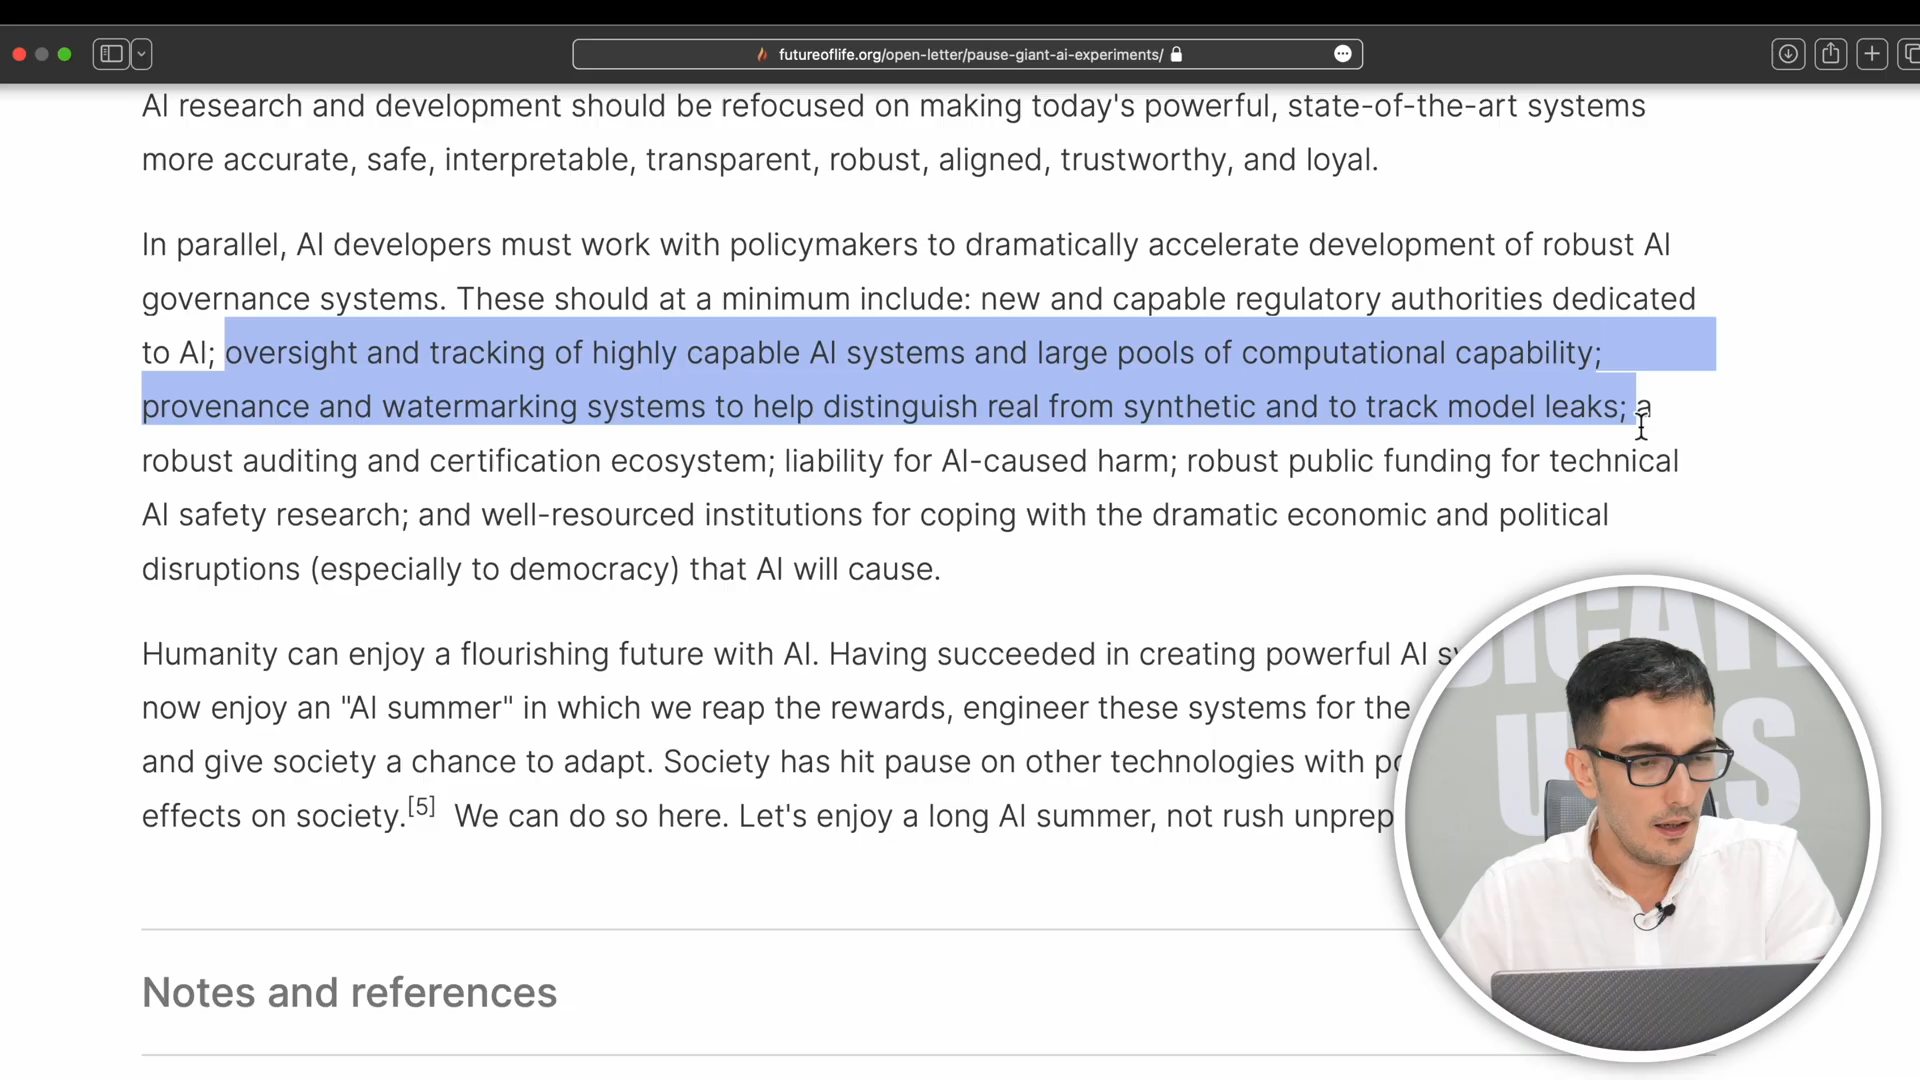 futureoflife.org/open-letter/pause-giant-ai-experiments/
AI research and development should be refocused on making today's powerful, state-of-the-art systems
more accurate, safe, interpretable, transparent, robust, aligned, trustworthy, and loyal.
In parallel, AI developers must work with policymakers to dramatically accelerate development of robust AI
governance systems. These should at a minimum include: new and capable regulatory authorities dedicated
to AI; oversight and tracking of highly capable AI systems and large pools of computational capability;
provenance and watermarking systems to help distinguish real from synthetic and to track model leaks; a
robust auditing and certification ecosystem; liability for AI-caused harm; robust public funding for technical
AI safety research; and well-resourced institutions for coping with the dramatic economic and political
disruptions (especially to democracy) that AI will cause.
Humanity can enjoy a flourishing future with AI. Having succeeded in creating powerful AI
now enjoy an "AI summer" in which we reap the rewards, engineer these systems for the
and give society a chance to adapt. Society has hit pause on other technologies with
effects on society.[5] We can do so here. Let's enjoy a long AI summer, not rush unprep
Notes and references